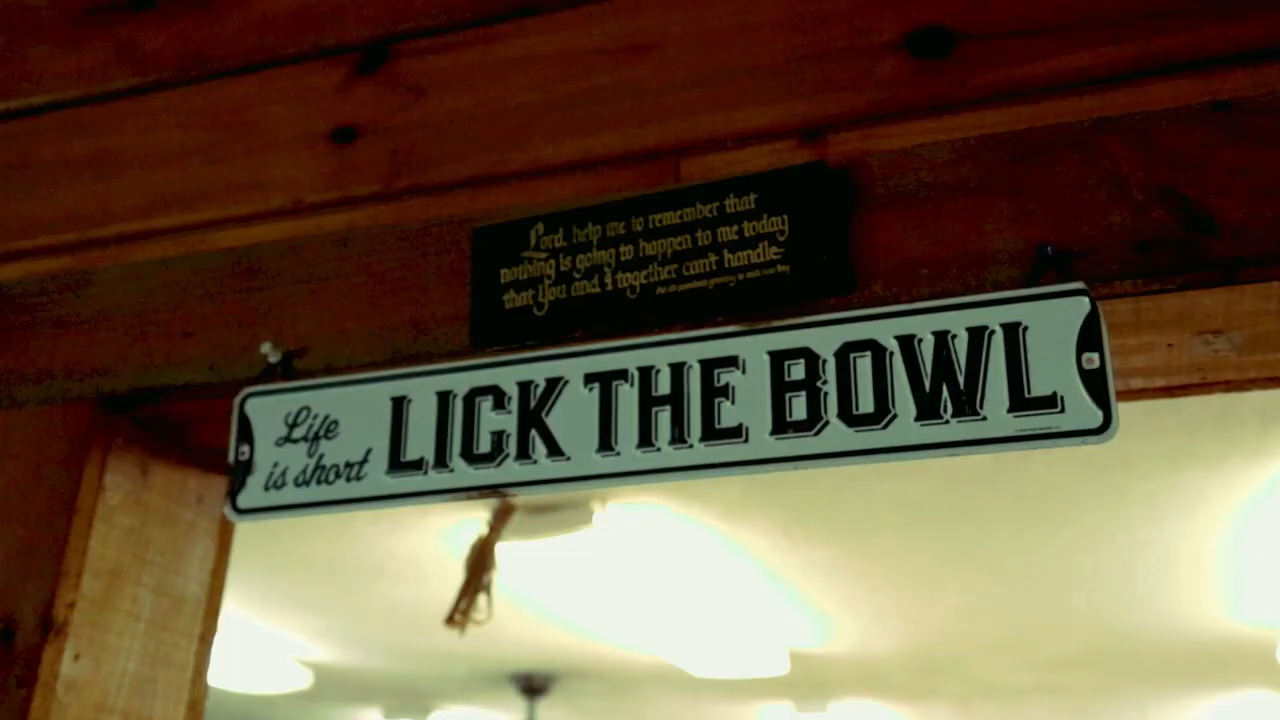 Lord, help me to remember that
nothing is going to happen to me today
that You and I together can't handle
Life
is short
LICK THE BOWL